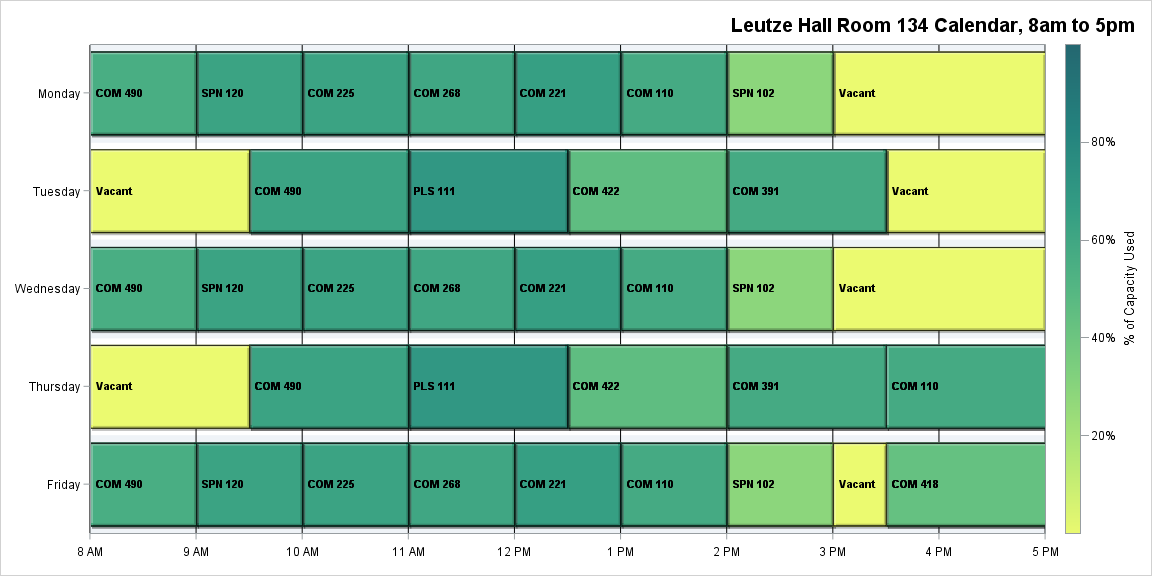 Leutze Hall Room 134 Calendar, 8am to 5pm
Monday
COM 490
SPN 120
COM 225
COM 268
COM 221
COM 110
SPN 102
Vacant
Tuesday
Vacant
COM 490
PLS 111
COM 422
COM 391
Vacant
Wednesday
COM 490
SPN 120
COM 225
COM 268
COM 221
COM 110
SPN 102
Vacant
Thursday
Vacant
COM 490
PLS 111
COM 422
COM 391
COM 110
Friday
COM 490
SPN 120
COM 225
COM 268
COM 221
COM 110
SPN 102
Vacant
COM 418
8 AM
9 AM
10 AM
11 AM
12 PM
1 PM
2 PM
3 PM
4 PM
5 PM
80%
60%
40%
20%
% of Capacity Used